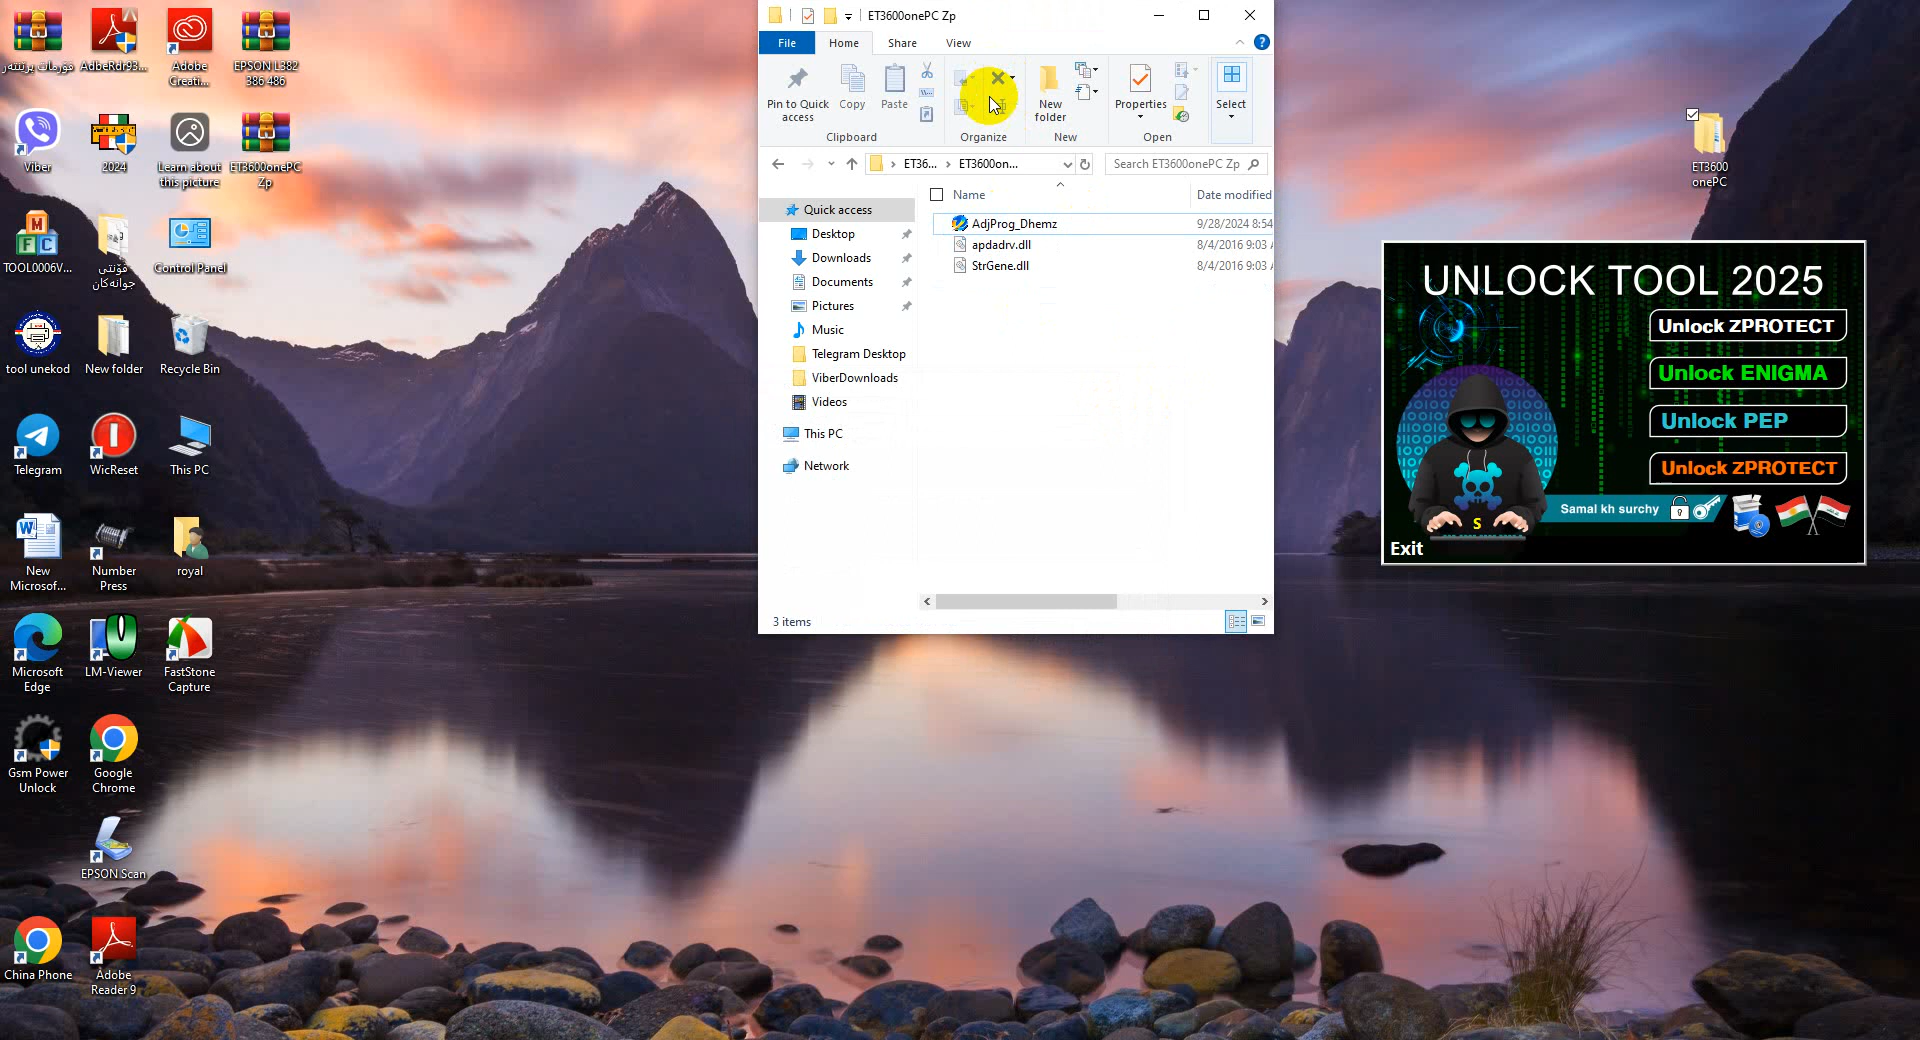 فۆرمات پرێنتەر
AdbeRdr93...
Adobe
Creati...
EPSON L382
386 486
Viber
2024
Learn about
this picture
ET3600onePC
Zp
TOOL0006V...
فۆنتی
جوانەکان
Control Panel
tool unekod
New folder
Recycle Bin
Telegram
WicReset
This PC
New
Microsof...
Number
Press
royal
Microsoft
Edge
LM-Viewer
FastStone
Capture
Gsm Power
Unlock
Google
Chrome
EPSON Scan
China Phone
Adobe
Reader 9
ET3600onePC Zp
File
Home
Share
View
Pin to Quick
access
Copy
Paste
New
folder
Properties
Select
Clipboard
Organize
New
Open
ET36...
ET3600on...
Search ET3600onePC Zp
Name
Date modified
Quick access
Desktop
Downloads
Documents
Pictures
Music
Telegram Desktop
ViberDownloads
Videos
This PC
Network
AdjProg_Dhemz
9/28/2024 8:54
apdadrv.dll
8/4/2016 9:03
StrGene.dll
8/4/2016 9:03
3 items
ET3600
onePC
UNLOCK TOOL 2025
Unlock ZPROTECT
Unlock ENIGMA
Unlock PEP
Unlock ZPROTECT
Samal kh surchy
S
Exit